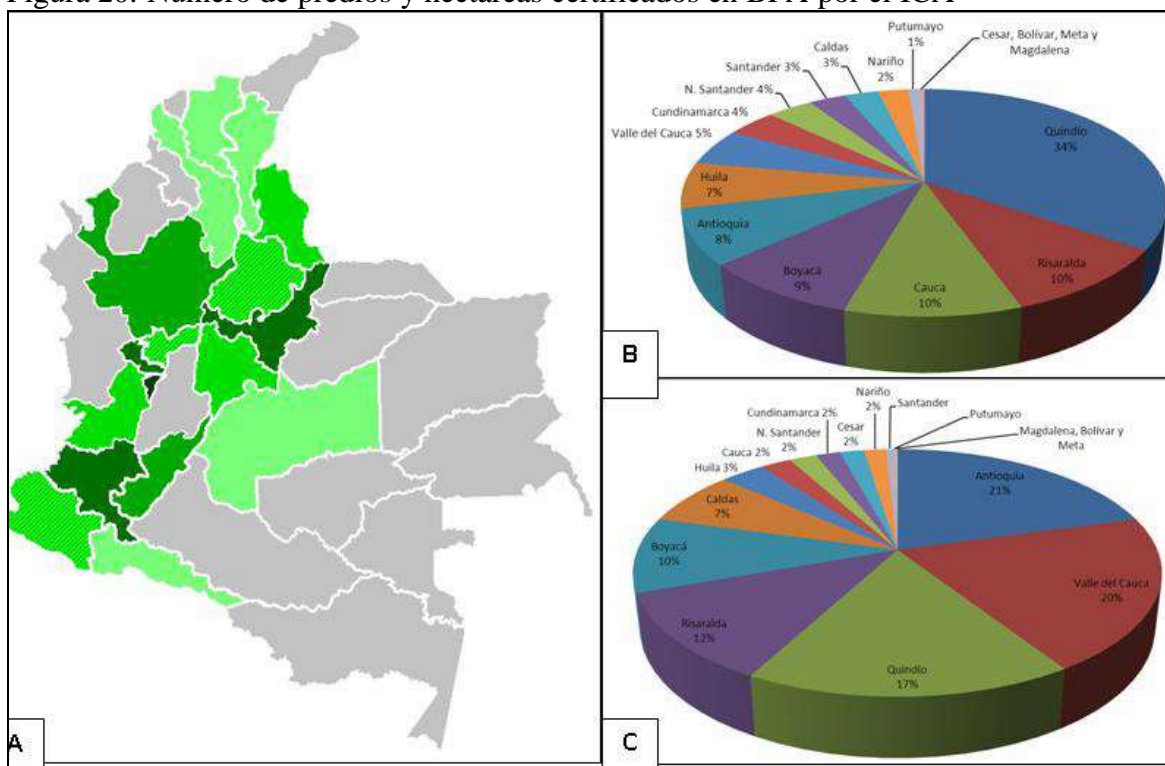 Figura 20. Número de predios y hectáreas certificados en BPA por el ICA
A
Putumayo
1%
Cesar, Bolívar, Meta y
Magdalena
Caldas
3%
Nariño
2%
Santander 3%
N. Santander 4%
Cundinamarca 4%
Valle del Cauca 5%
Huila
7%
Antioquia
8%
Boyacá
9%
Cauca
10%
Risaralda
10%
Quindío
34%
B
Nariño
2%
Santander
Putumayo
Magdalena, Bolívar y
Meta
Cundinamarca 2%
Cesar
2%
N. Santander
2%
Cauca 2%
Huila 3%
Caldas
7%
Boyacá
10%
Risaralda
12%
Quindío
17%
Valle del Cauca
20%
Antioquia
21%
C